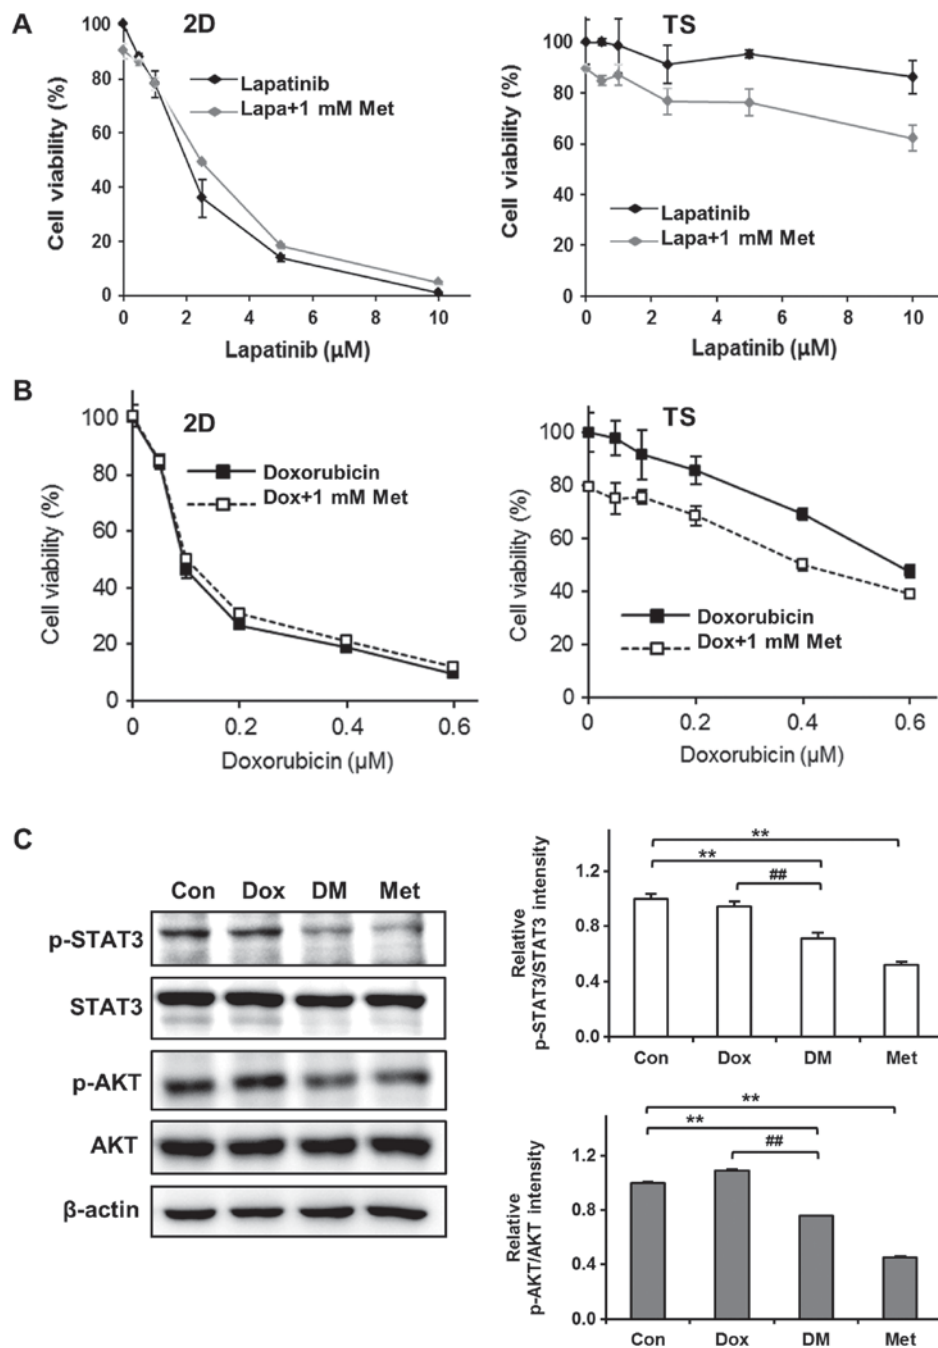 A
2D
Cell viability (%)
100
80
60
40
20
0
Lapatinib
Lapa+1 mM Met
0 2 4 6 8 10
Lapatinib (µM)
TS
Cell viability (%)
100
80
60
40
20
0
Lapatinib
Lapa+1 mM Met
0 2 4 6 8 10
Lapatinib (µM)
B
2D
Cell viability (%)
100
80
60
40
20
0
Doxorubicin
Dox+1 mM Met
0 0.2 0.4 0.6
Doxorubicin (µM)
TS
Cell viability (%)
100
80
60
40
20
0
Doxorubicin
Dox+1 mM Met
0 0.2 0.4 0.6
Doxorubicin (µM)
C
Con Dox DM Met
p-STAT3
STAT3
p-AKT
AKT
β-actin
Relative
p-STAT3/STAT3 intensity
1.2
0.8
0.4
0.0
**
**
##
Con Dox DM Met
Relative
p-AKT/AKT intensity
1.2
0.8
0.4
0.0
**
**
##
Con Dox DM Met